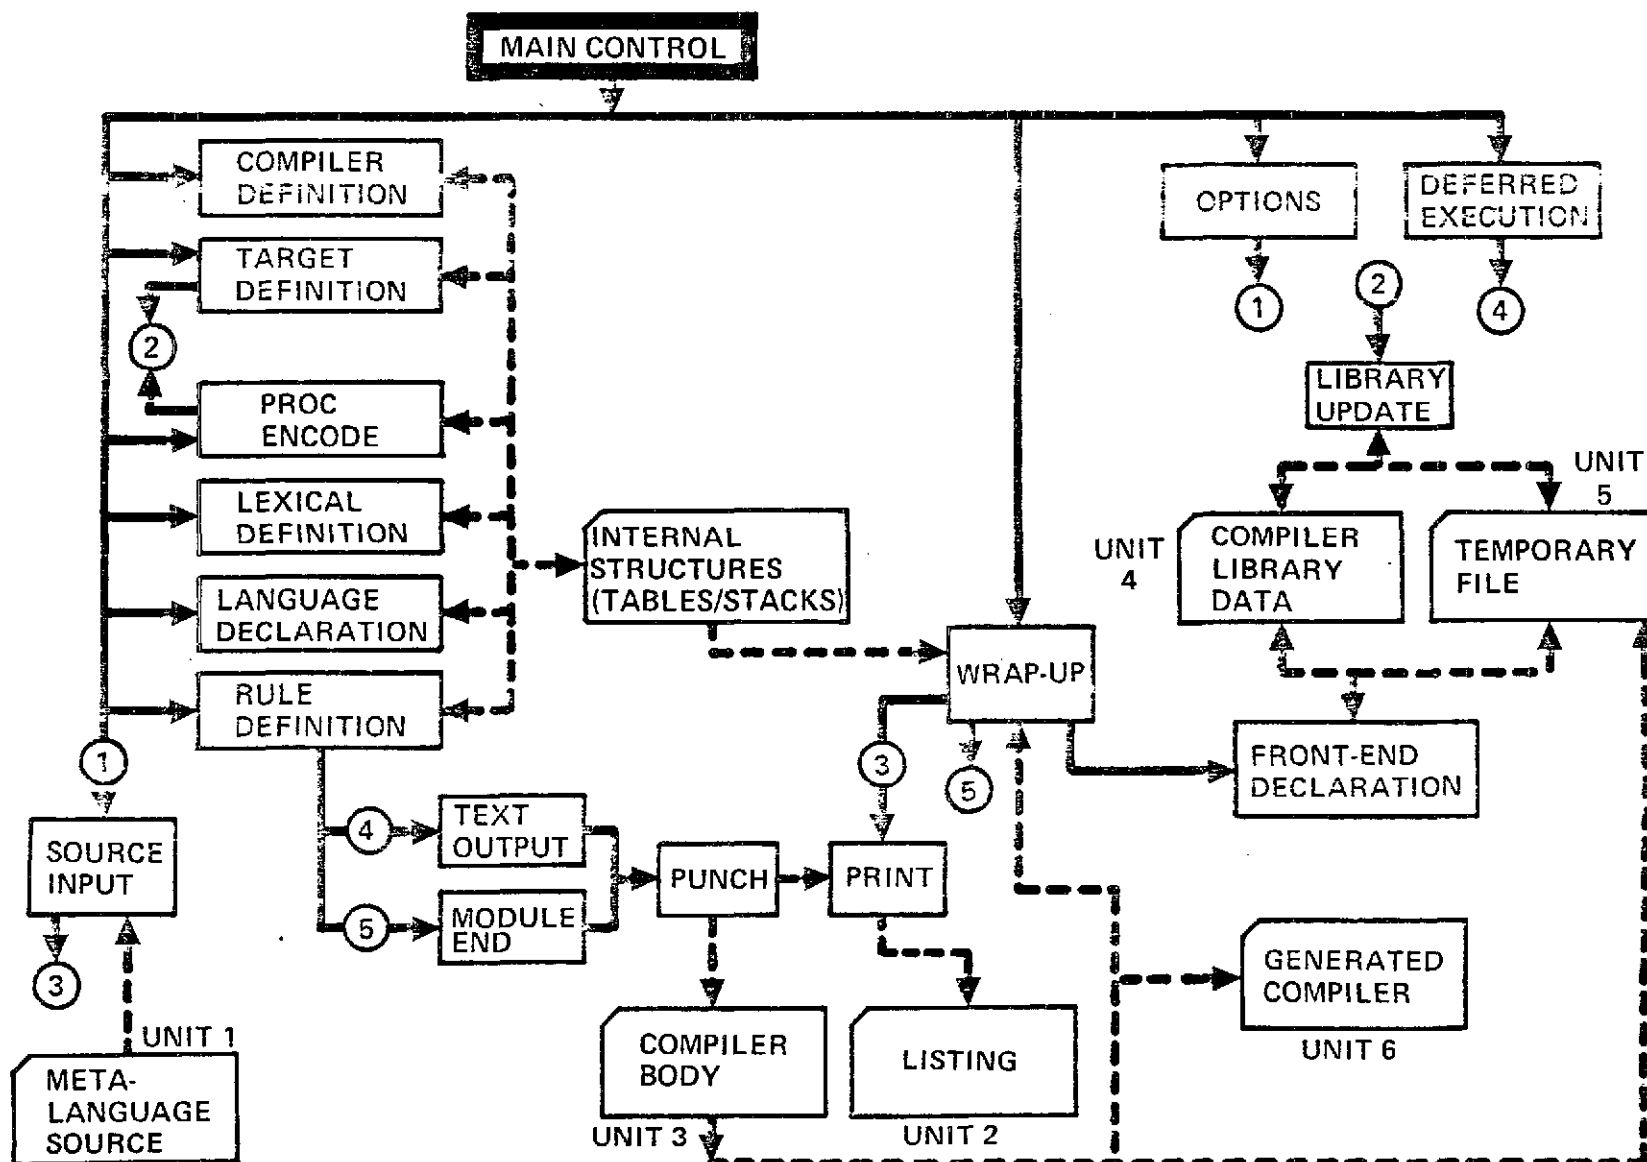 MAIN CONTROL
COMPILER
DEFINITION
TARGET
DEFINITION
2
PROC
ENCODE
LEXICAL
DEFINITION
LANGUAGE
DECLARATION
RULE
DEFINITION
1
SOURCE
INPUT
3
UNIT 1
META-
LANGUAGE
SOURCE
4
TEXT
OUTPUT
5
MODULE
END
PUNCH
PRINT
COMPILER
BODY
UNIT 3
LISTING
UNIT 2
INTERNAL
STRUCTURES
(TABLES/STACKS)
WRAP-UP
3
5
OPTIONS
1
DEFERRED
EXECUTION
4
2
LIBRARY
UPDATE
UNIT
4
COMPILER
LIBRARY
DATA
UNIT
5
TEMPORARY
FILE
FRONT-END
DECLARATION
GENERATED
COMPILER
UNIT 6